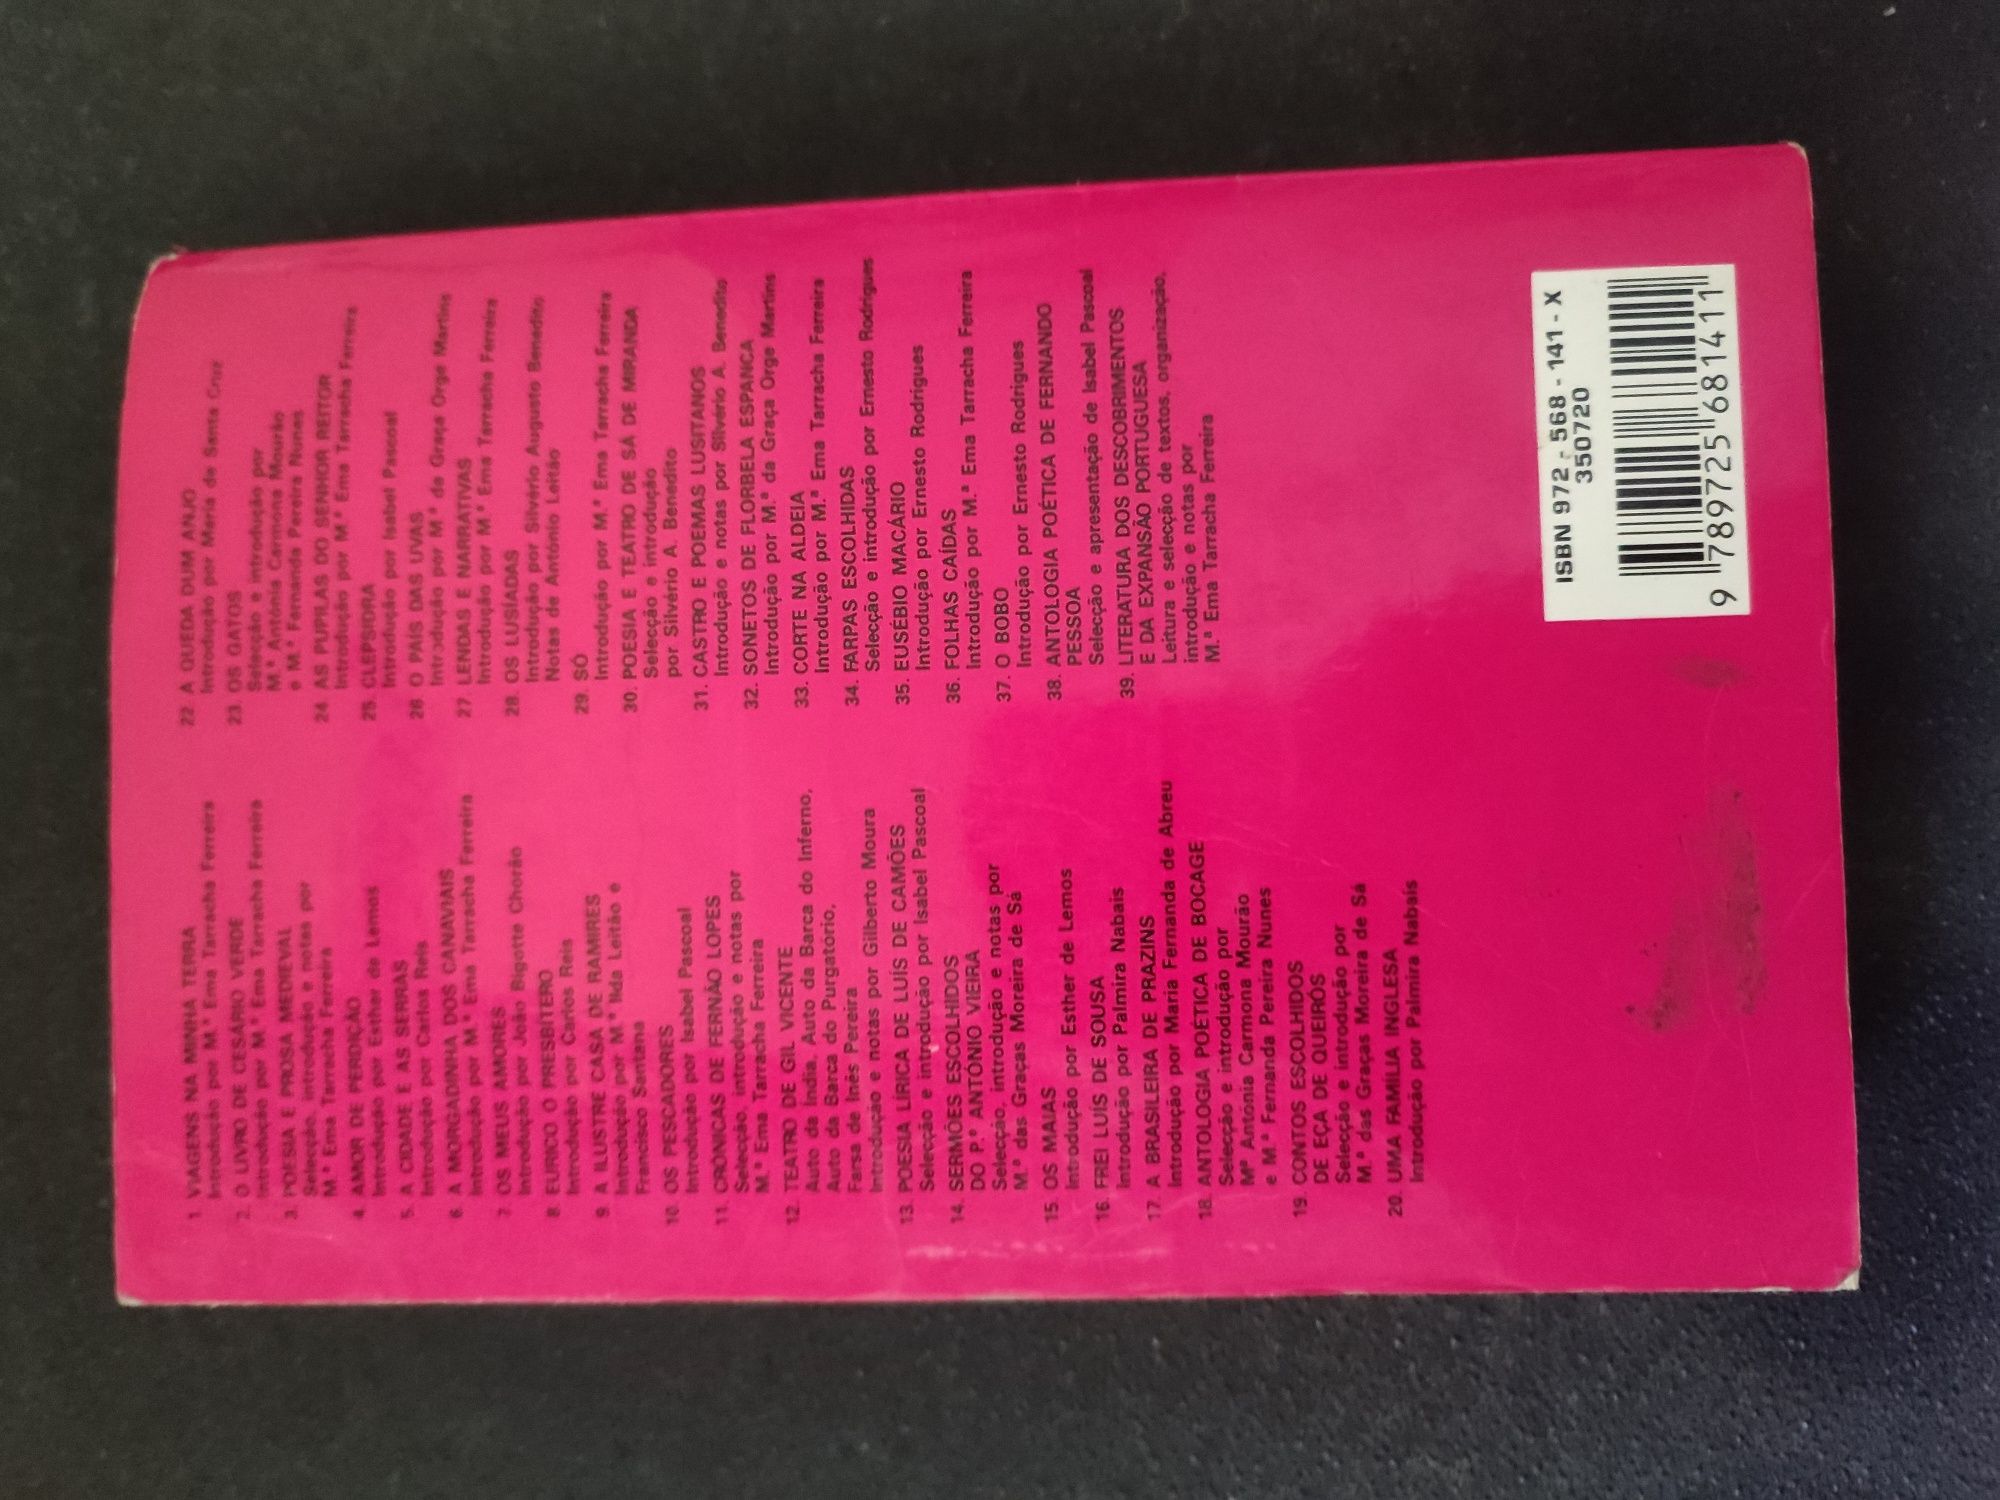 1. VIAGENS NA MINHA TERRA
Introdução por M.ª Ema Tarracha Ferreira
2. O LIVRO DE CESÁRIO VERDE
Introdução por M.ª Ema Tarracha Ferreira
3. POESIA E PROSA MEDIEVAL
Selecção, introdução e notas por
M.ª Ema Tarracha Ferreira
4. AMOR DE PERDIÇÃO
Introdução por Esther de Lemos
5. A CIDADE E AS SERRAS
Introdução por Carlos Reis
6. A MORGADINHA DOS CANAVIAIS
Introdução por M.ª Ema Tarracha Ferreira
7. OS MEUS AMORES
Introdução por João Bigotte Chorão
8. EURICO O PRESBÍTERO
Introdução por Carlos Reis
9. A ILUSTRE CASA DE RAMIRES
Introdução por M.ª Ilda Leitão e
Francisco Santana
10. OS PESCADORES
Introdução por Isabel Pascoal
11. CRÓNICAS DE FERNÃO LOPES
Selecção, introdução e notas por
M.ª Ema Tarracha Ferreira
12. TEATRO DE GIL VICENTE
Auto da Índia, Auto da Barca do Inferno,
Auto da Barca do Purgatório,
Farsa de Inês Pereira
Introdução e notas por Gilberto Moura
13. POESIA LÍRICA DE LUÍS DE CAMÕES
Selecção e introdução por Isabel Pascoal
14. SERMÕES ESCOLHIDOS
DO P.º ANTÓNIO VIEIRA
Selecção, introdução e notas por
M.ª das Graças Moreira de Sá
15. OS MAIAS
Introdução por Esther de Lemos
16. FREI LUÍS DE SOUSA
Introdução por Palmira Nabais
17. A BRASILEIRA DE PRAZINS
Introdução por Maria Fernanda de Abreu
18. ANTOLOGIA POÉTICA DE BOCAGE
Selecção e introdução por
Mª Antónia Carmona Mourão
e M.ª Fernanda Pereira Nunes
19. CONTOS ESCOLHIDOS
DE EÇA DE QUEIRÓS
Selecção e introdução por
M.ª das Graças Moreira de Sá
20. UMA FAMÍLIA INGLESA
Introdução por Palmira Nabais
22 A QUEDA DUM ANJO
Introdução por Maria de Santa Cruz
23. OS GATOS
Selecção e introdução por
M.ª Antónia Carmona Mourão
e M.ª Fernanda Pereira Nunes
24. AS PUPILAS DO SENHOR REITOR
Introdução por M.ª Ema Tarracha Ferreira
25. CLEPSIDRA
Introdução por Isabel Pascoal
26 O PAÍS DAS UVAS
Introdução por M.ª da Graça Orge Martins
27. LENDAS E NARRATIVAS
Introdução por M.ª Ema Tarracha Ferreira
28. OS LUSÍADAS
Introdução por Silvério Augusto Benedito
Notas de António Leitão
29. SÓ
Introdução por M.ª Ema Tarracha Ferreira
30. POESIA E TEATRO DE SÁ DE MIRANDA
Selecção e introdução
por Silvério A. Benedito
31. CASTRO E POEMAS LUSITANOS
Introdução e notas por Silvério A. Benedito
32. SONETOS DE FLORBELA ESPANCA
Introdução por M.ª da Graça Orge Martins
33. CORTE NA ALDEIA
Introdução por M.ª Ema Tarracha Ferreira
34. FARPAS ESCOLHIDAS
Selecção e introdução por Ernesto Rodrigues
35. EUSÉBIO MACÁRIO
Introdução por Ernesto Rodrigues
36. FOLHAS CAÍDAS
Introdução por M.ª Ema Tarracha Ferreira
37. O BOBO
Introdução por Ernesto Rodrigues
38. ANTOLOGIA POÉTICA DE FERNANDO
PESSOA
Selecção e apresentação de Isabel Pascoal
39. LITERATURA DOS DESCOBRIMENTOS
E DA EXPANSÃO PORTUGUESA
Leitura e selecção de textos, organização,
introdução e notas por
M.ª Ema Tarracha Ferreira
ISBN 972-568-141-X
350720
9 789725 681411